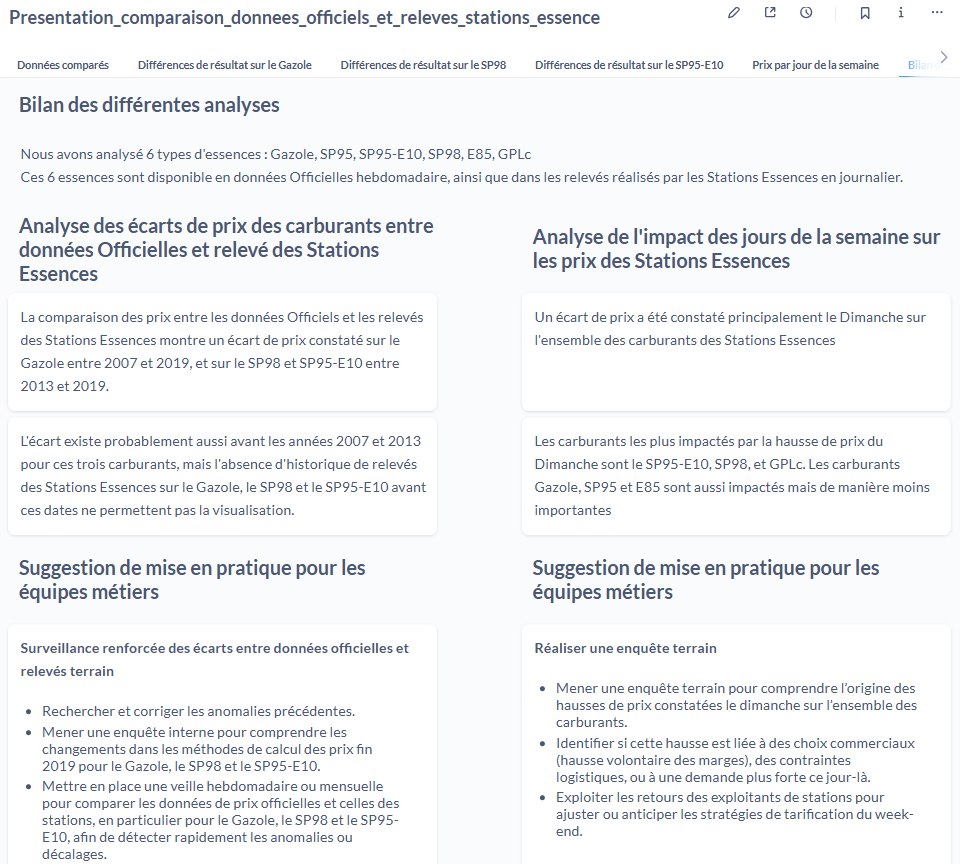 Presentation_comparaison_donnees_officiels_et_releves_stations_essence
Données comparés
Différences de résultat sur le Gazole
Différences de résultat sur le SP98
Différences de résultat sur le SP95-E10
Prix par jour de la semaine
Bilan
Bilan des différentes analyses
Nous avons analysé 6 types d'essences : Gazole, SP95, SP95-E10, SP98, E85, GPLc
Ces 6 essences sont disponible en données Officielles hebdomadaire, ainsi que dans les relevés réalisés par les Stations Essences en journalier.
Analyse des écarts de prix des carburants entre
données Officielles et relevé des Stations
Essences
La comparaison des prix entre les données Officiels et les relevés
des Stations Essences montre un écart de prix constaté sur le
Gazole entre 2007 et 2019, et sur le SP98 et SP95-E10 entre
2013 et 2019.
L'écart existe probablement aussi avant les années 2007 et 2013
pour ces trois carburants, mais l'absence d'historique de relevés
des Stations Essences sur le Gazole, le SP98 et le SP95-E10 avant
ces dates ne permettent pas la visualisation.
Suggestion de mise en pratique pour les
équipes métiers
Surveillance renforcée des écarts entre données officielles et
relevés terrain
• Rechercher et corriger les anomalies précédentes.
• Mener une enquête interne pour comprendre les
changements dans les méthodes de calcul des prix fin
2019 pour le Gazole, le SP98 et le SP95-E10.
• Mettre en place une veille hebdomadaire ou mensuelle
pour comparer les données de prix officielles et celles des
stations, en particulier pour le Gazole, le SP98 et le SP95-
E10, afin de détecter rapidement les anomalies ou
décalages.
Analyse de l'impact des jours de la semaine sur
les prix des Stations Essences
Un écart de prix a été constaté principalement le Dimanche sur
l'ensemble des carburants des Stations Essences
Les carburants les plus impactés par la hausse de prix du
Dimanche sont le SP95-E10, SP98, et GPLc. Les carburants
Gazole, SP95 et E85 sont aussi impactés mais de manière moins
importantes
Suggestion de mise en pratique pour les
équipes métiers
Réaliser une enquête terrain
• Mener une enquête terrain pour comprendre l'origine des
hausses de prix constatées le dimanche sur l'ensemble des
carburants.
• Identifier si cette hausse est liée à des choix commerciaux
(hausse volontaire des marges), des contraintes
logistiques, ou à une demande plus forte ce jour-là.
• Exploiter les retours des exploitants de stations pour
ajuster ou anticiper les stratégies de tarification du week-
end.